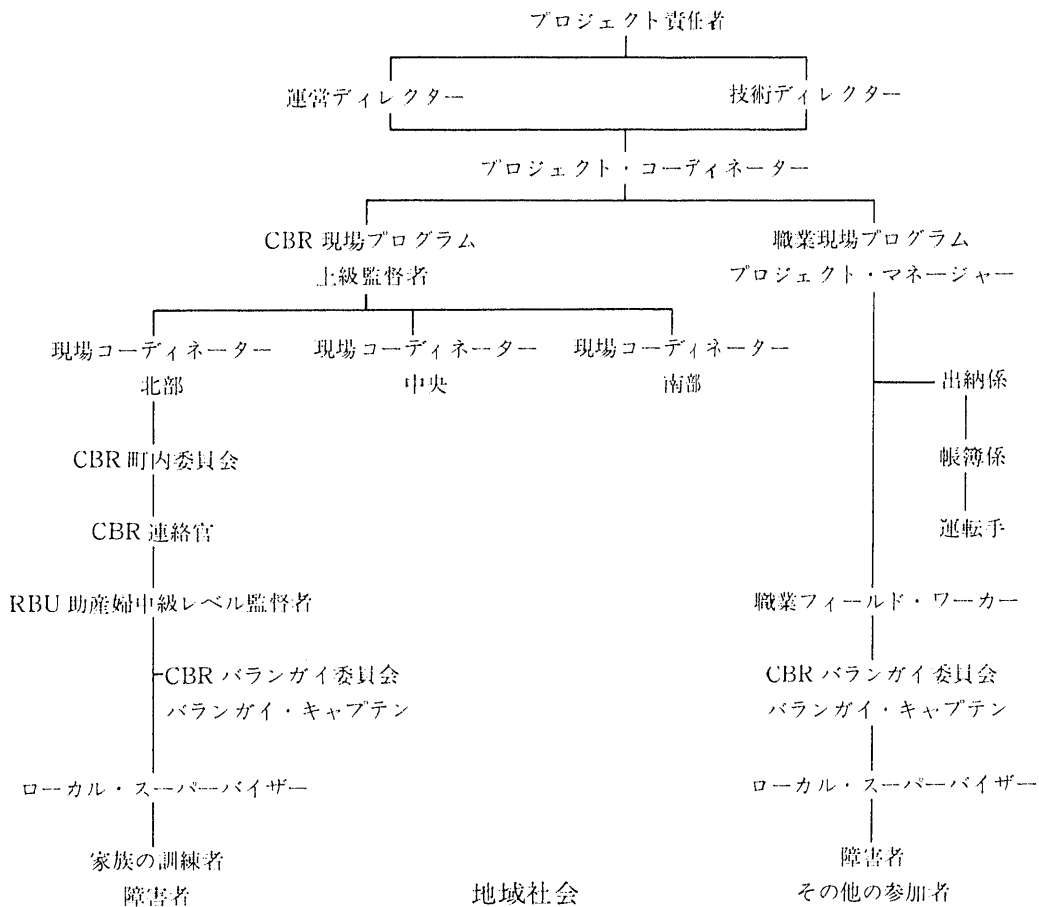 プロジェクト責任者
運営ディレクター
技術ディレクター
プロジェクト・コーディネーター
CBR 現場プログラム
上級監督者
職業現場プログラム
プロジェクト・マネージャー
現場コーディネーター
北部
現場コーディネーター
中央
現場コーディネーター
南部
出納係
帳簿係
運転手
CBR 町内委員会
CBR 連絡官
RBU 助産婦中級レベル監督者
職業フィールド・ワーカー
CBR バランガイ委員会
バランガイ・キャプテン
CBR バランガイ委員会
バランガイ・キャプテン
ローカル・スーパーバイザー
ローカル・スーパーバイザー
家族の訓練者
障害者
地域社会
障害者
その他の参加者